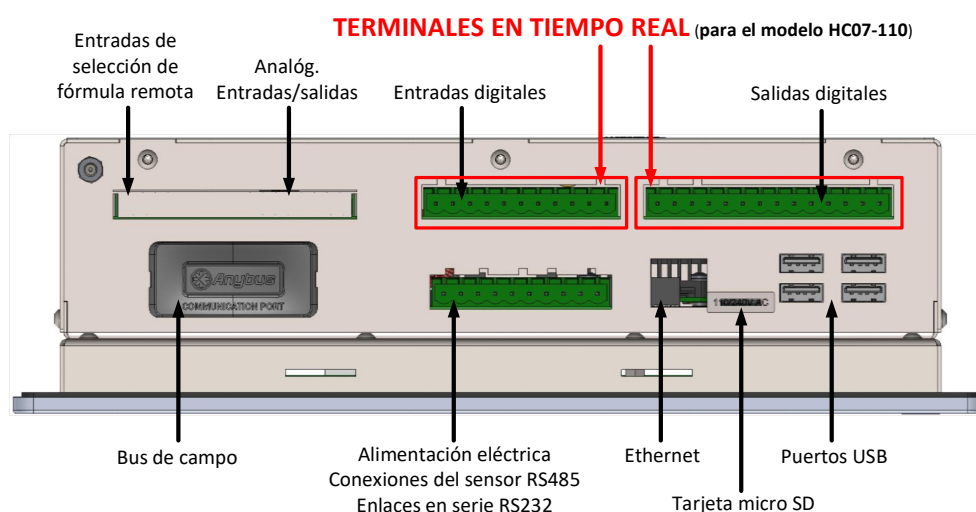 TERMINALES EN TIEMPO REAL (para el modelo HC07-110)
Entradas de
selección de
fórmula remota
Analóg.
Entradas/salidas
Entradas digitales
Salidas digitales
Anybus
COMMUNICATION PORT
Bus de campo
Alimentación eléctrica
Conexiones del sensor RS485
Enlaces en serie RS232
Ethernet
Tarjeta micro SD
Puertos USB